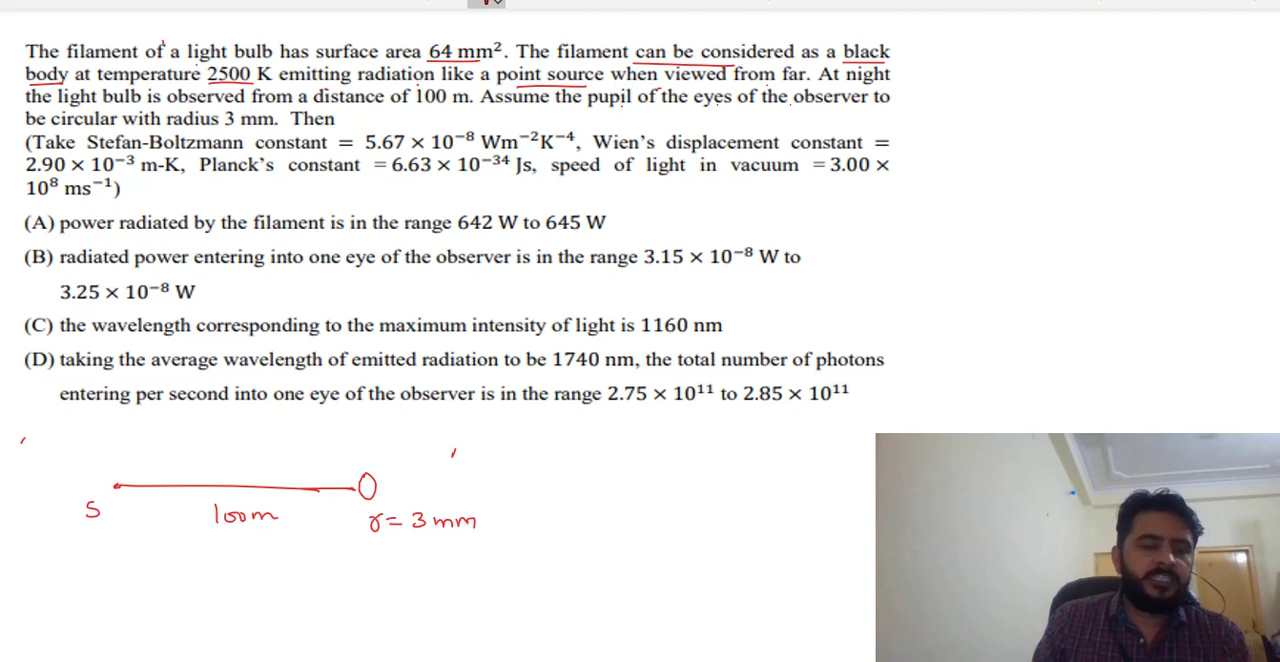 The filament of a light bulb has surface area 64 mm². The filament can be considered as a black
body at temperature 2500 K emitting radiation like a point source when viewed from far. At night
the light bulb is observed from a distance of 100 m. Assume the pupil of the eyes of the observer to
be circular with radius 3 mm. Then
(Take Stefan-Boltzmann constant = 5.67 × 10⁻⁸ Wm⁻²K⁻⁴, Wien's displacement constant =
2.90 × 10⁻³ m-K, Planck's constant = 6.63 × 10⁻³⁴ Js, speed of light in vacuum = 3.00 ×
10⁸ ms⁻¹)
(A) power radiated by the filament is in the range 642 W to 645 W
(B) radiated power entering into one eye of the observer is in the range 3.15 × 10⁻⁸ W to
3.25 × 10⁻⁸ W
(C) the wavelength corresponding to the maximum intensity of light is 1160 nm
(D) taking the average wavelength of emitted radiation to be 1740 nm, the total number of photons
entering per second into one eye of the observer is in the range 2.75 × 10¹¹ to 2.85 × 10¹¹
S 100m r = 3 mm